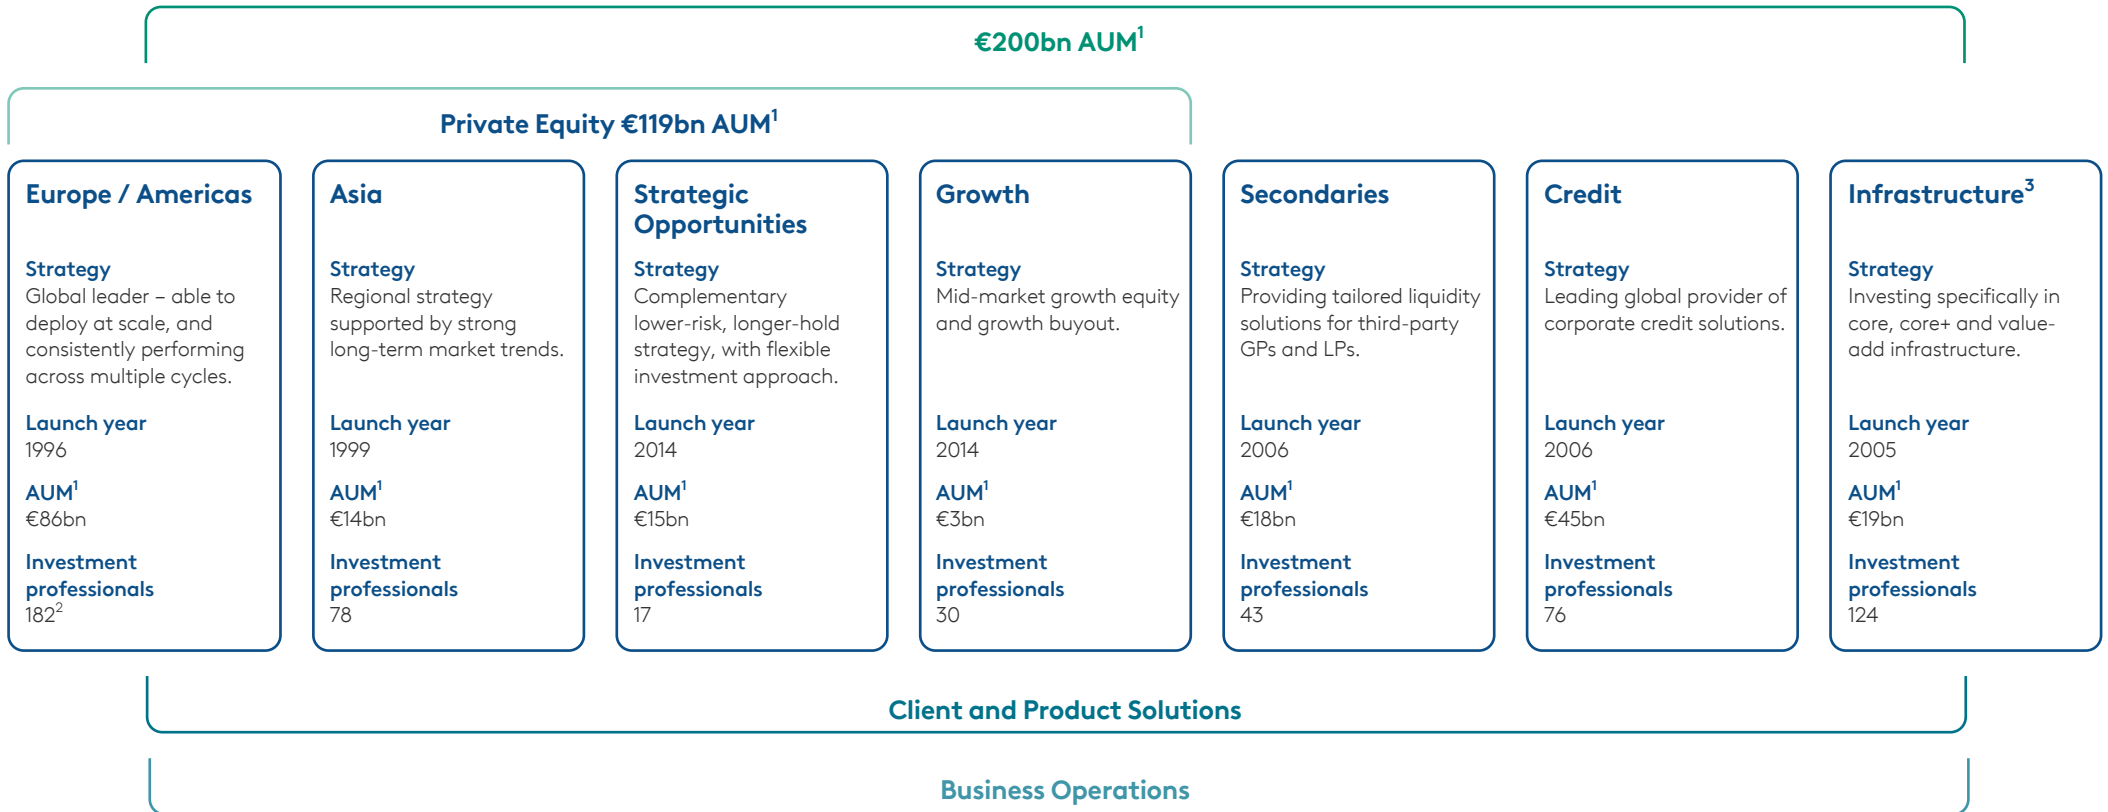 €200bn AUM¹
Private Equity €119bn AUM¹
Europe / Americas
Strategy
Global leader – able to
deploy at scale, and
consistently performing
across multiple cycles.
Launch year
1996
AUM¹
€86bn
Investment
professionals
182²
Asia
Strategy
Regional strategy
supported by strong
long-term market trends.
Launch year
1999
AUM¹
€14bn
Investment
professionals
78
Strategic
Opportunities
Strategy
Complementary
lower-risk, longer-hold
strategy, with flexible
investment approach.
Launch year
2014
AUM¹
€15bn
Investment
professionals
17
Growth
Strategy
Mid-market growth equity
and growth buyout.
Launch year
2014
AUM¹
€3bn
Investment
professionals
30
Secondaries
Strategy
Providing tailored liquidity
solutions for third-party
GPs and LPs.
Launch year
2006
AUM¹
€18bn
Investment
professionals
43
Credit
Strategy
Leading global provider of
corporate credit solutions.
Launch year
2006
AUM¹
€45bn
Investment
professionals
76
Infrastructure³
Strategy
Investing specifically in
core, core+ and value-
add infrastructure.
Launch year
2005
AUM¹
€19bn
Investment
professionals
124
Client and Product Solutions
Business Operations